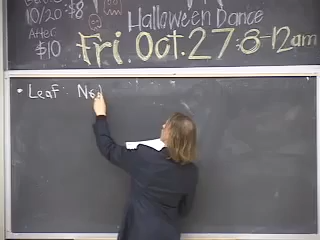 10/20 $8
After
$10
Halloween Dance
Fri. Oct. 27 8-12am
• Leaf: